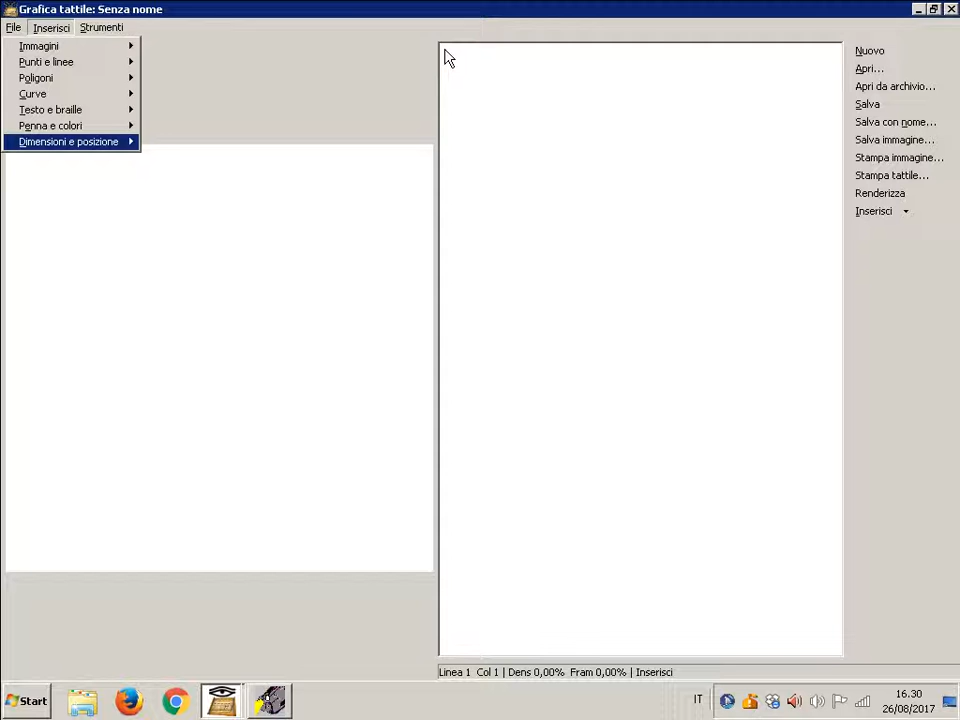 Grafica tattile: Senza nome
File Inserisci Strumenti
Immagini
Punti e linee
Poligoni
Curve
Testo e braille
Penna e colori
Dimensioni e posizione
Nuovo
Apri...
Apri da archivio...
Salva
Salva con nome...
Salva immagine...
Stampa immagine...
Stampa tattile...
Renderizza
Inserisci
Linea 1 Col 1 | Dens 0,00% Fram 0,00% | Inserisci
Start
IT
16.30
26/08/2017